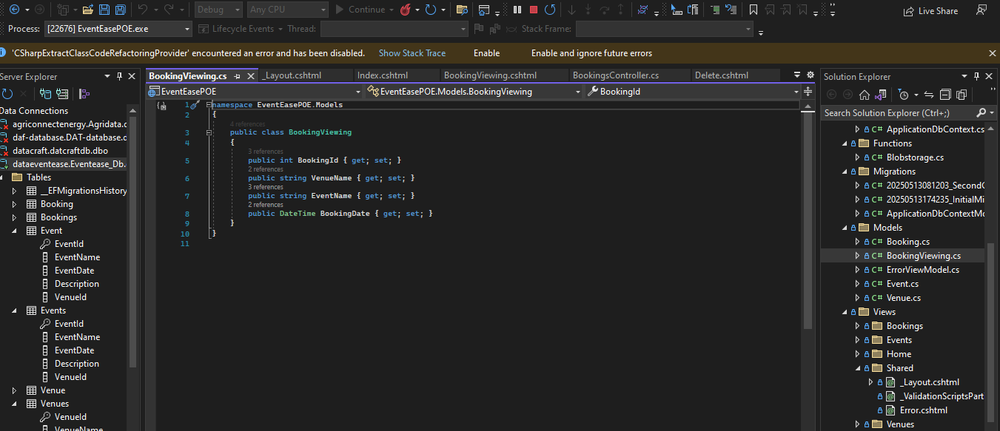 Debug Any CPU Continue Live Share
Process: [22676] EventEasePOE.exe Lifecycle Events Thread: Stack Frame:
'CSharpExtractClassCodeRefactoringProvider' encountered an error and has been disabled. Show Stack Trace Enable Enable and ignore future errors
Server Explorer
Data Connections
agriconnectenergy.Agridata.d
daf-database.DAT-database.d
datacraft.datcraftdb.dbo
dataeventease.Eventease_Db.
Tables
__EFMigrationsHistory
Booking
Bookings
Event
EventId
EventName
EventDate
Description
VenueId
Events
EventId
EventName
EventDate
Description
VenueId
Venue
Venues
VenueId
VenueName
BookingViewing.cs _Layout.cshtml Index.cshtml BookingViewing.cshtml BookingsController.cs Delete.cshtml
EventEasePOE EventEasePOE.Models.BookingViewing BookingId
1 namespace EventEasePOE.Models
2 {
4 references
3 public class BookingViewing
4 {
3 references
5 public int BookingId { get; set; }
2 references
6 public string VenueName { get; set; }
3 references
7 public string EventName { get; set; }
2 references
8 public DateTime BookingDate { get; set; }
9 }
10 }
11
Solution Explorer
Search Solution Explorer (Ctrl+;)
C# ApplicationDbContext.cs
Functions
C# Blobstorage.cs
Migrations
C# 20250513081203_SecondC
C# 20250513174235_InitialMi
C# ApplicationDbContextMo
Models
C# Booking.cs
C# BookingViewing.cs
C# ErrorViewModel.cs
C# Event.cs
C# Venue.cs
Views
Bookings
Events
Home
Shared
_Layout.cshtml
_ValidationScriptsPart
Error.cshtml
Venues